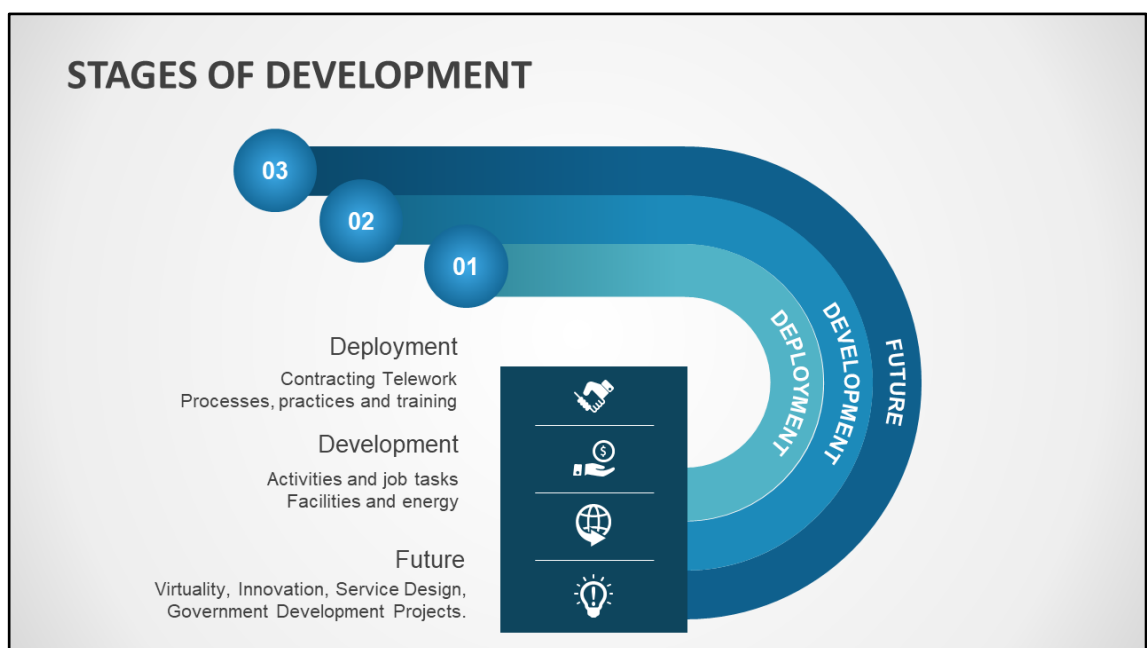 STAGES OF DEVELOPMENT
03
02
01
DEPLOYMENT
DEVELOPMENT
FUTURE
Deployment
Contracting Telework
Processes, practices and training
Development
Activities and job tasks
Facilities and energy
Future
Virtuality, Innovation, Service Design,
Government Development Projects.
$